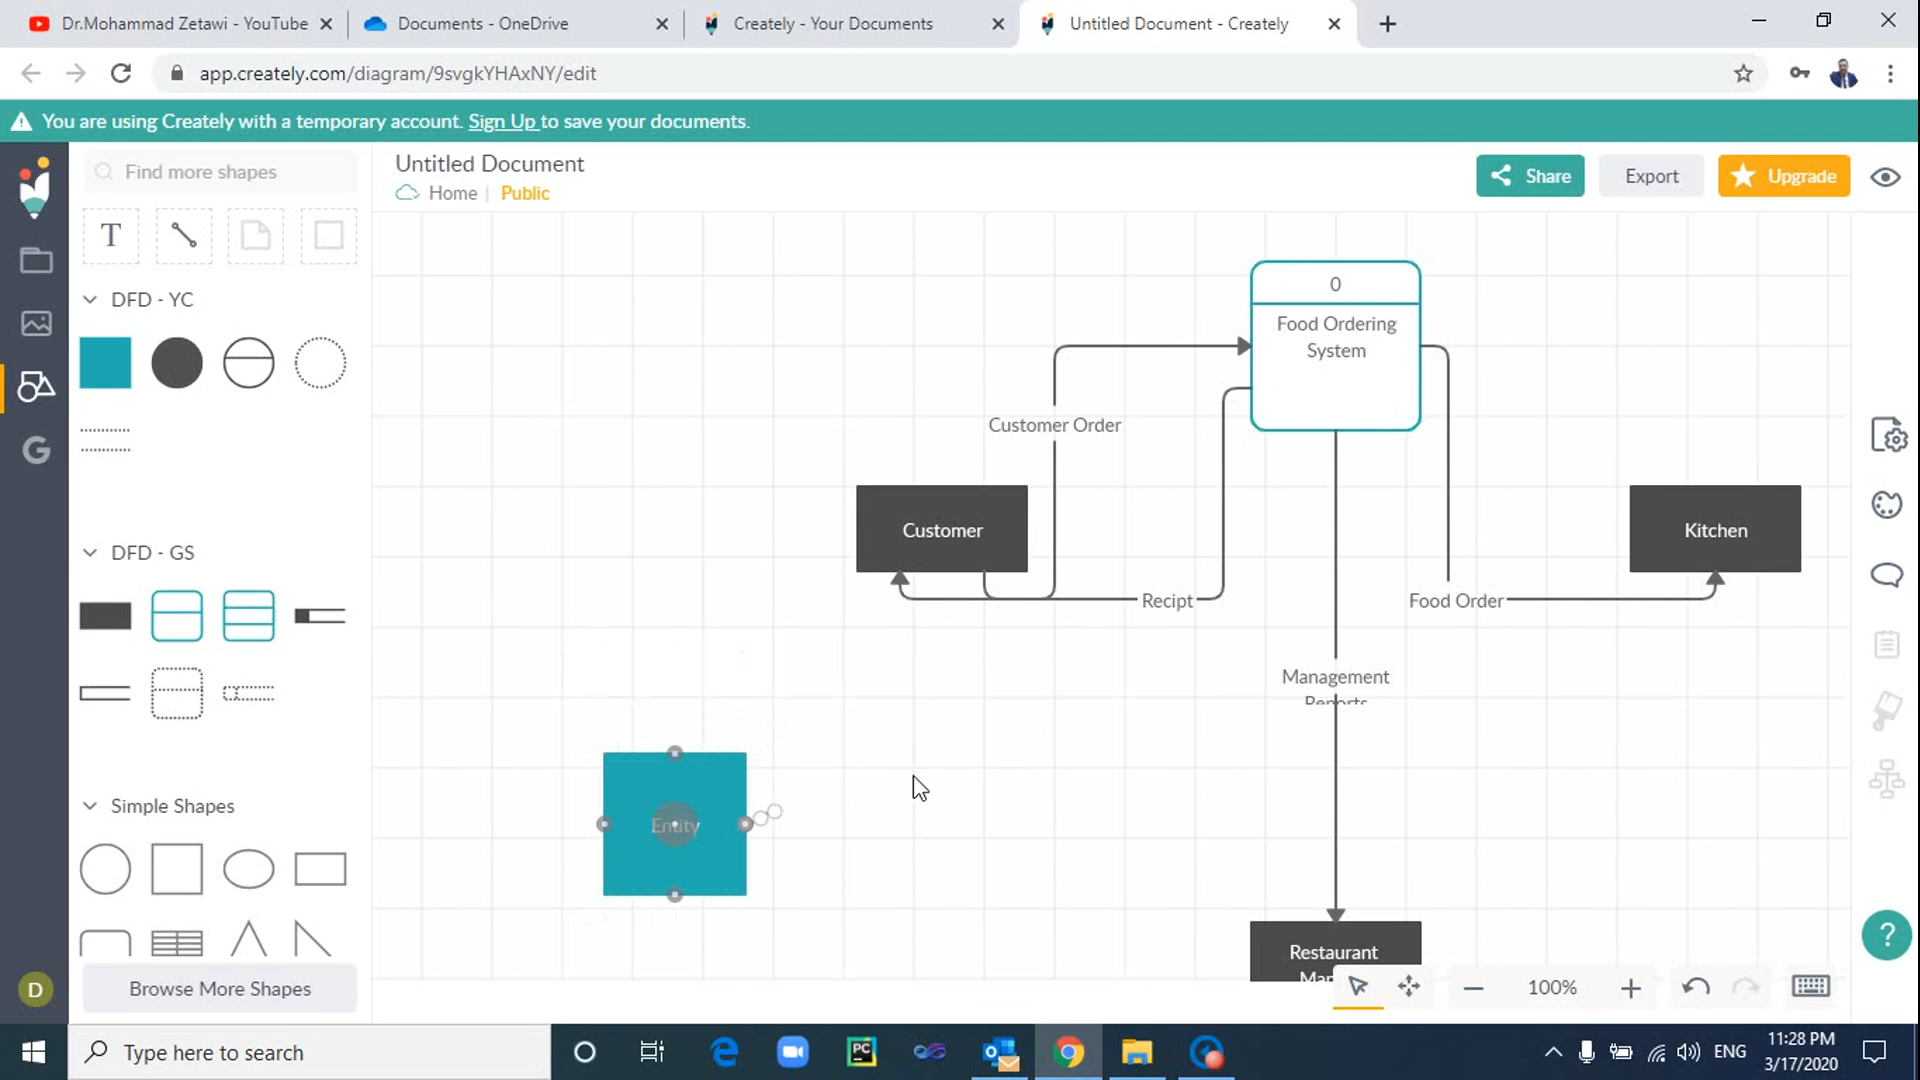 Dr.Mohammad Zetawi - YouTube
Documents - OneDrive
Creately - Your Documents
Untitled Document - Creately
app.creately.com/diagram/9svgkYHAxNY/edit
You are using Creately with a temporary account. Sign Up to save your documents.
Find more shapes
Untitled Document
Home | Public
Share
Export
Upgrade
T
DFD - YC
DFD - GS
Simple Shapes
Browse More Shapes
G
D
0
Food Ordering
System
Customer Order
Customer
Kitchen
Recipt
Food Order
Management
Reports
Entity
Restaurant
100%
?
Type here to search
PC
ENG
11:28 PM
3/17/2020